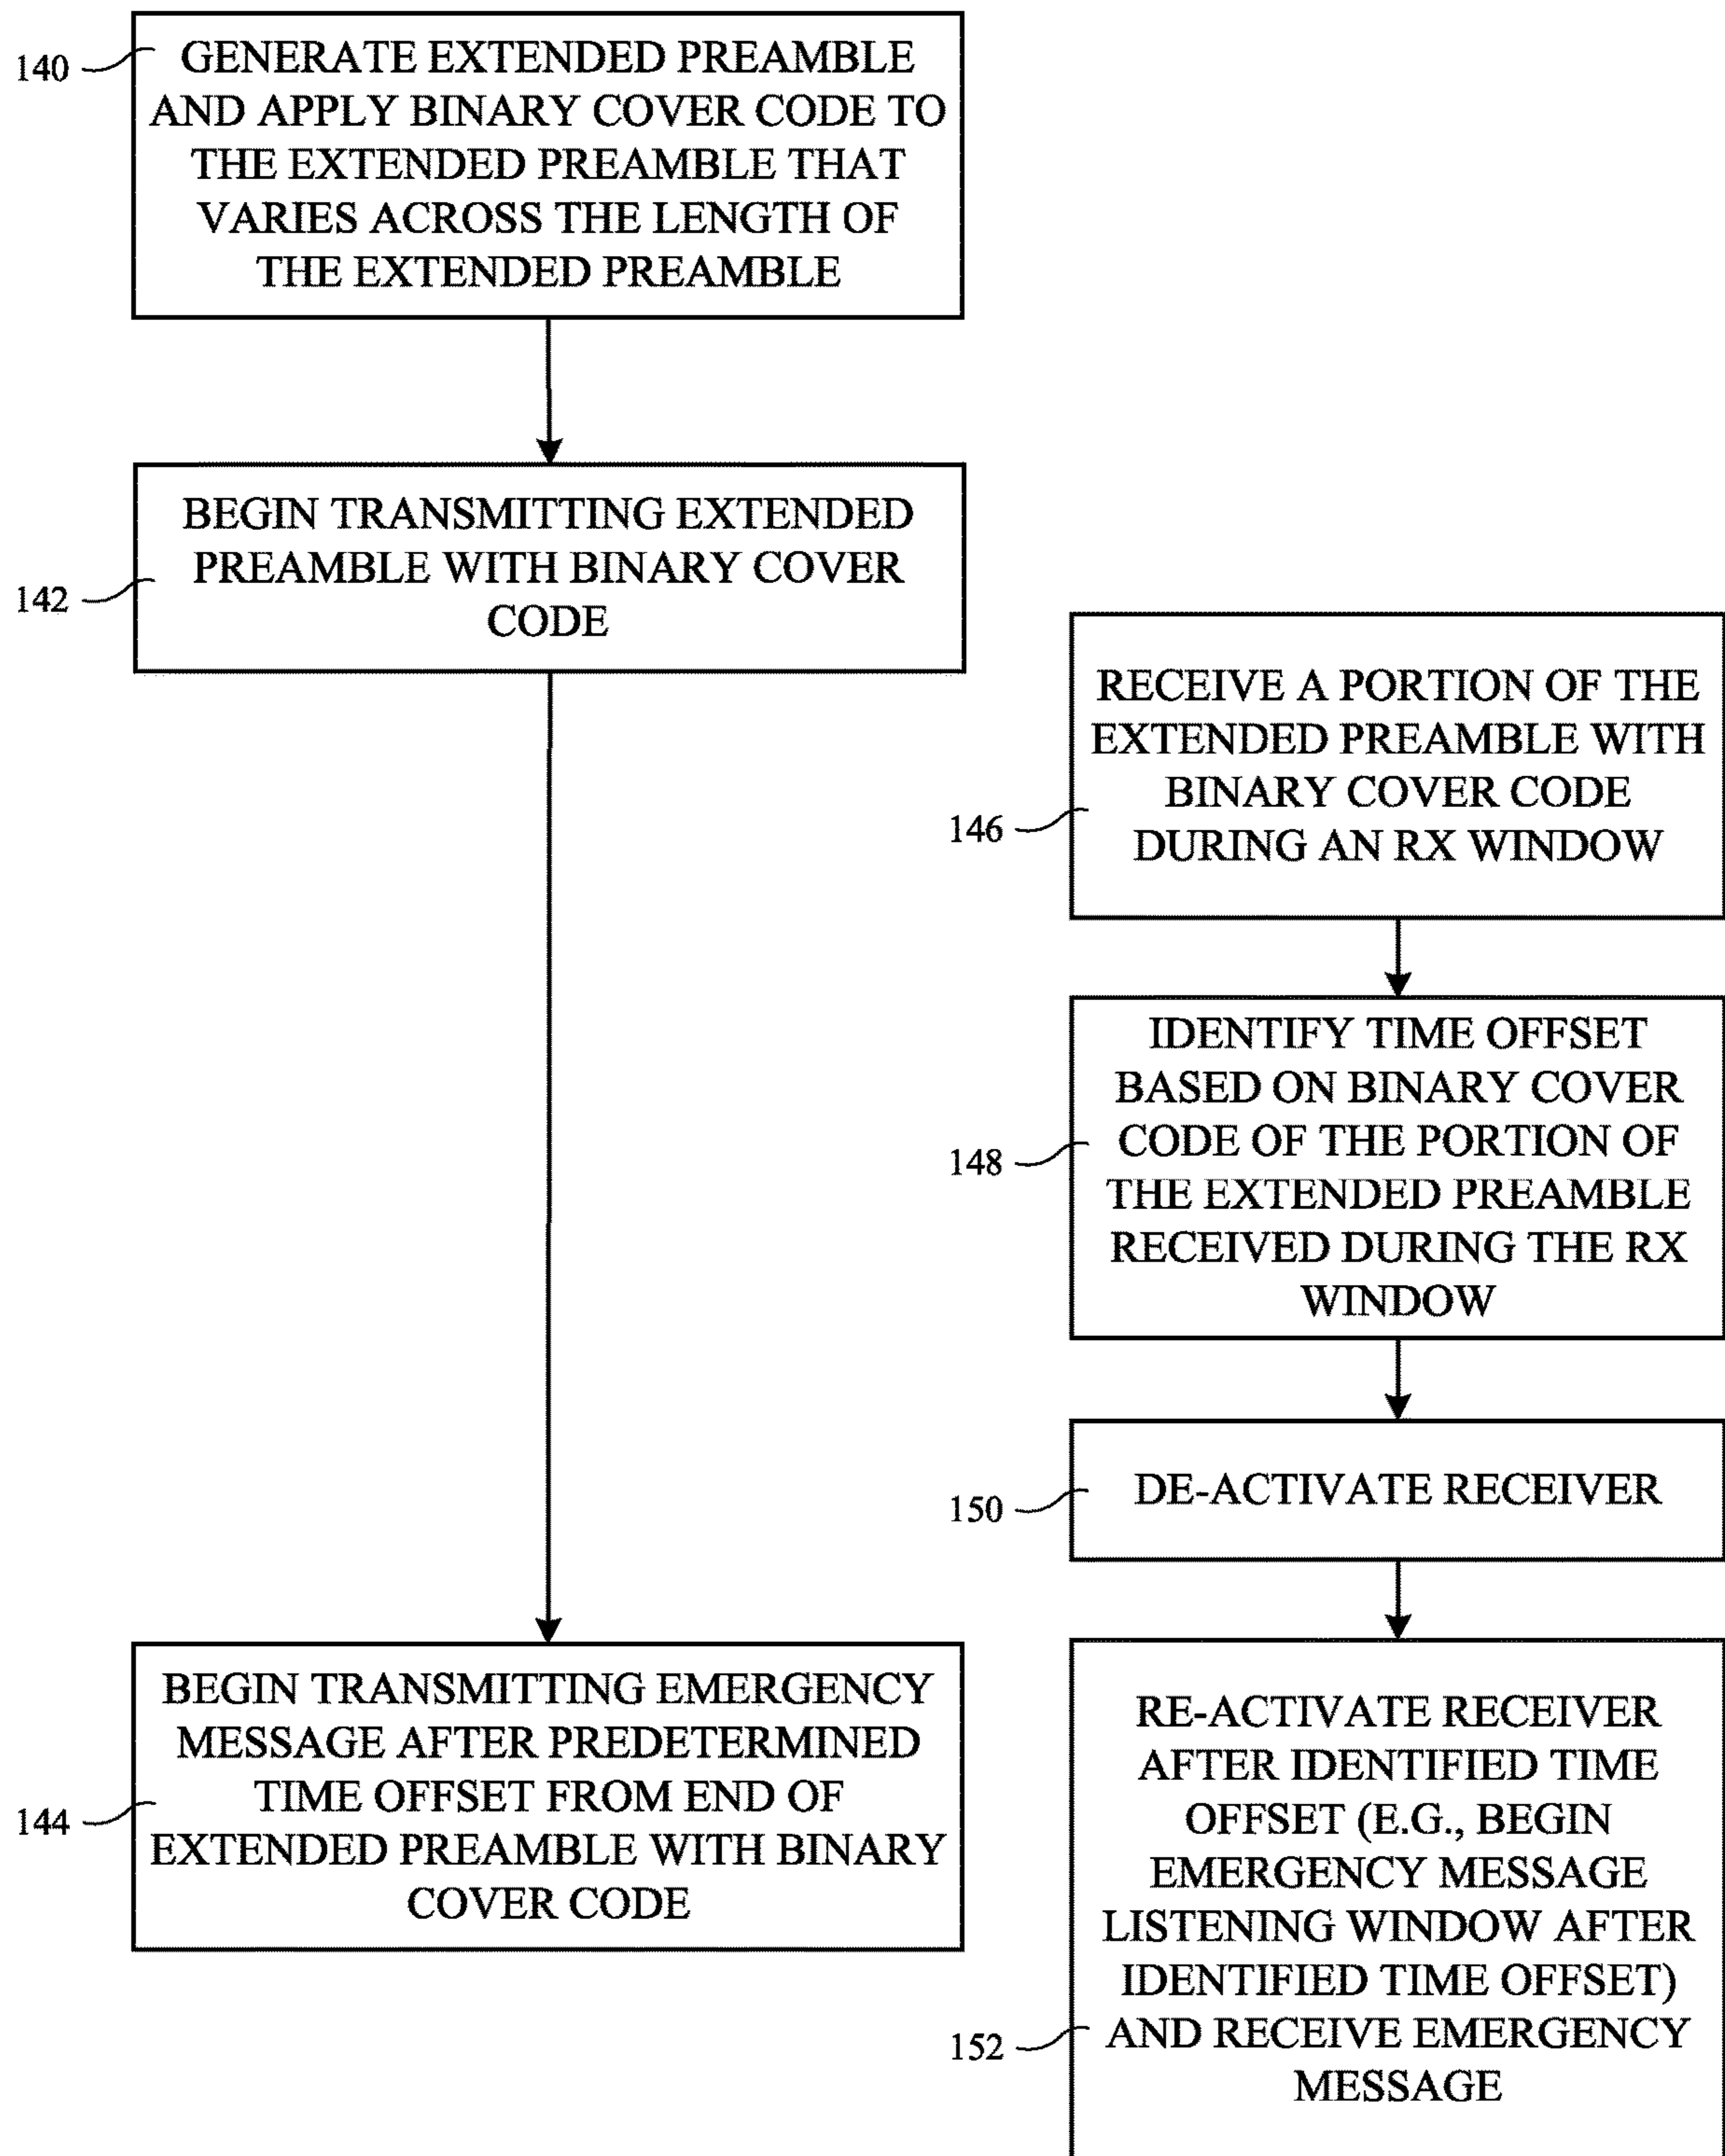 140
GENERATE EXTENDED PREAMBLE
AND APPLY BINARY COVER CODE TO
THE EXTENDED PREAMBLE THAT
VARIES ACROSS THE LENGTH OF
THE EXTENDED PREAMBLE
142
BEGIN TRANSMITTING EXTENDED
PREAMBLE WITH BINARY COVER
CODE
144
BEGIN TRANSMITTING EMERGENCY
MESSAGE AFTER PREDETERMINED
TIME OFFSET FROM END OF
EXTENDED PREAMBLE WITH BINARY
COVER CODE
146
RECEIVE A PORTION OF THE
EXTENDED PREAMBLE WITH
BINARY COVER CODE
DURING AN RX WINDOW
148
IDENTIFY TIME OFFSET
BASED ON BINARY COVER
CODE OF THE PORTION OF
THE EXTENDED PREAMBLE
RECEIVED DURING THE RX
WINDOW
150
DE-ACTIVATE RECEIVER
152
RE-ACTIVATE RECEIVER
AFTER IDENTIFIED TIME
OFFSET (E.G., BEGIN
EMERGENCY MESSAGE
LISTENING WINDOW AFTER
IDENTIFIED TIME OFFSET)
AND RECEIVE EMERGENCY
MESSAGE